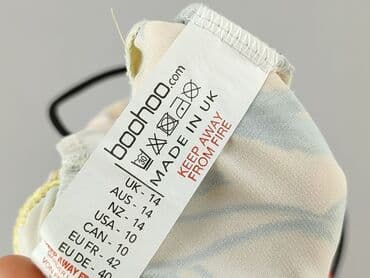 boohoo.com
MADE IN UK
KEEP AWAY
FROM FIRE
UK - 14
AUS - 14
NZ - 14
USA - 10
CAN - 10
EU FR - 42
EU DE - 40